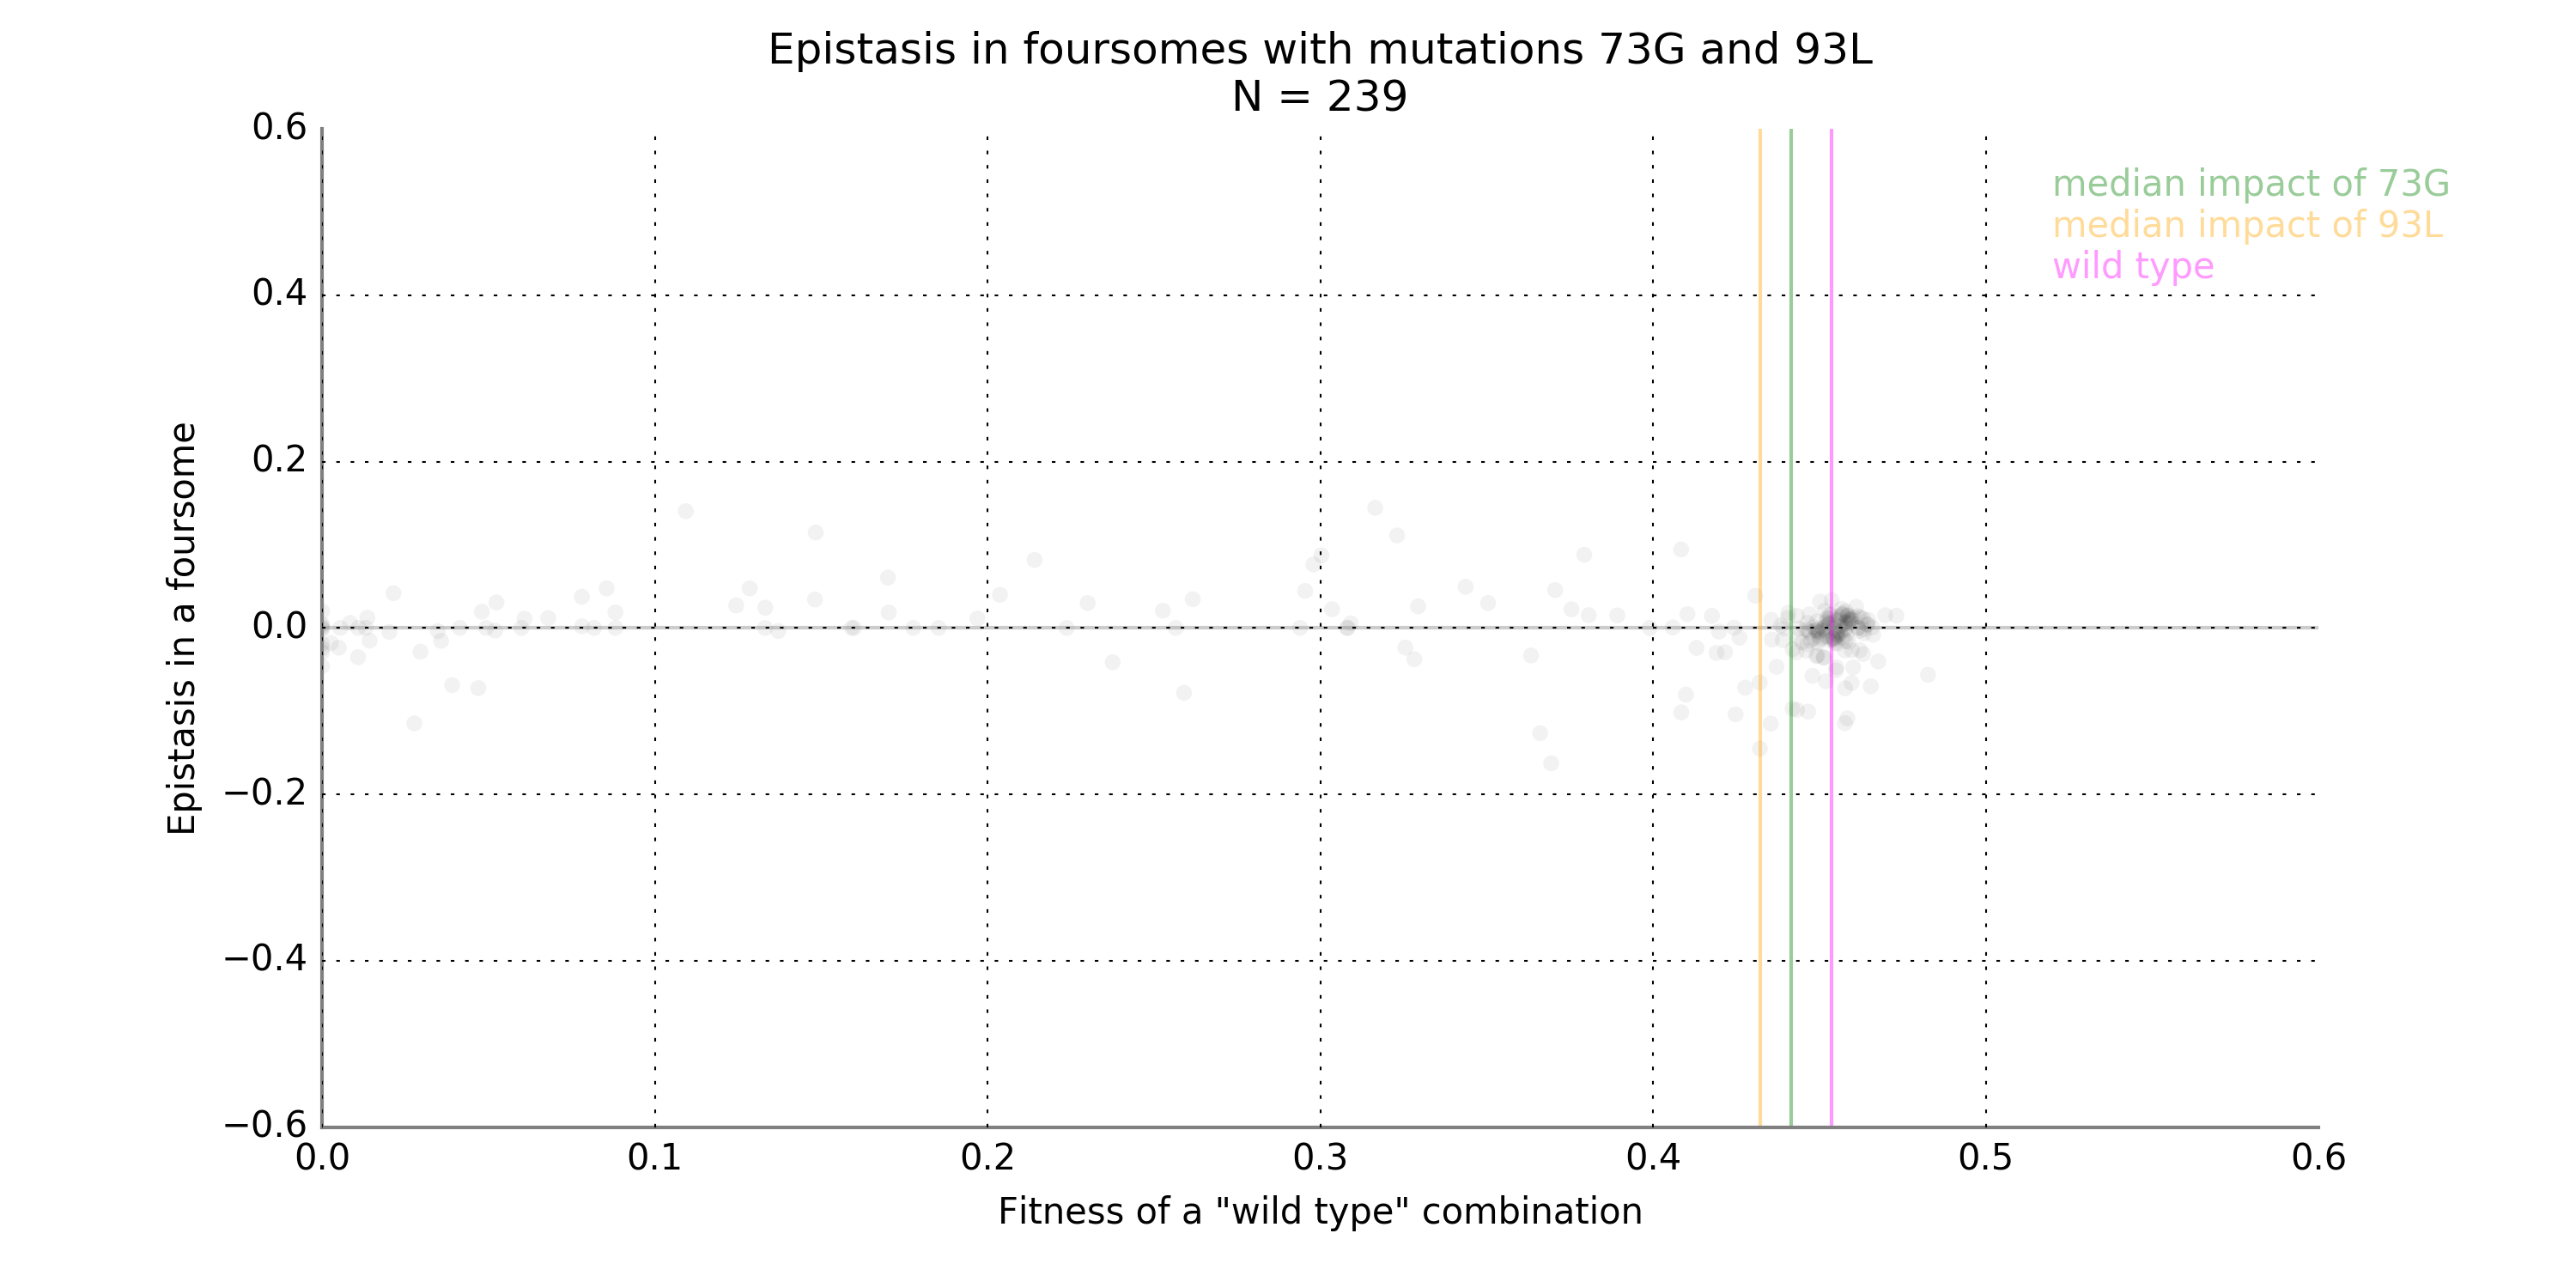 Epistasis in foursomes with mutations 73G and 93L
N = 239
0.6
0.4
0.2
0.0
−0.2
−0.4
−0.6
Epistasis in a foursome
median impact of 73G
median impact of 93L
wild type
0.0 0.1 0.2 0.3 0.4 0.5 0.6
Fitness of a "wild type" combination